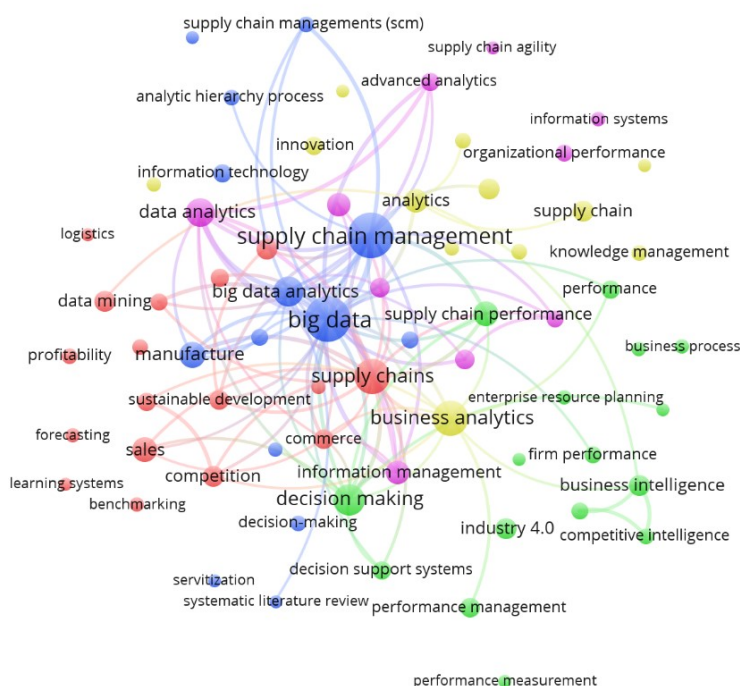 supply chain managements (scm)
supply chain agility
advanced analytics
analytic hierarchy process
information systems
innovation
organizational performance
information technology
analytics
data analytics
supply chain
logistics
supply chain management
knowledge management
big data analytics
performance
data mining
supply chain performance
big data
business process
profitability
manufacture
supply chains
enterprise resource planning
sustainable development
business analytics
forecasting
commerce
sales
firm performance
competition
information management
learning systems
business intelligence
benchmarking
decision making
decision-making
industry 4.0
competitive intelligence
decision support systems
servitization
systematic literature review
performance management
performance measurement